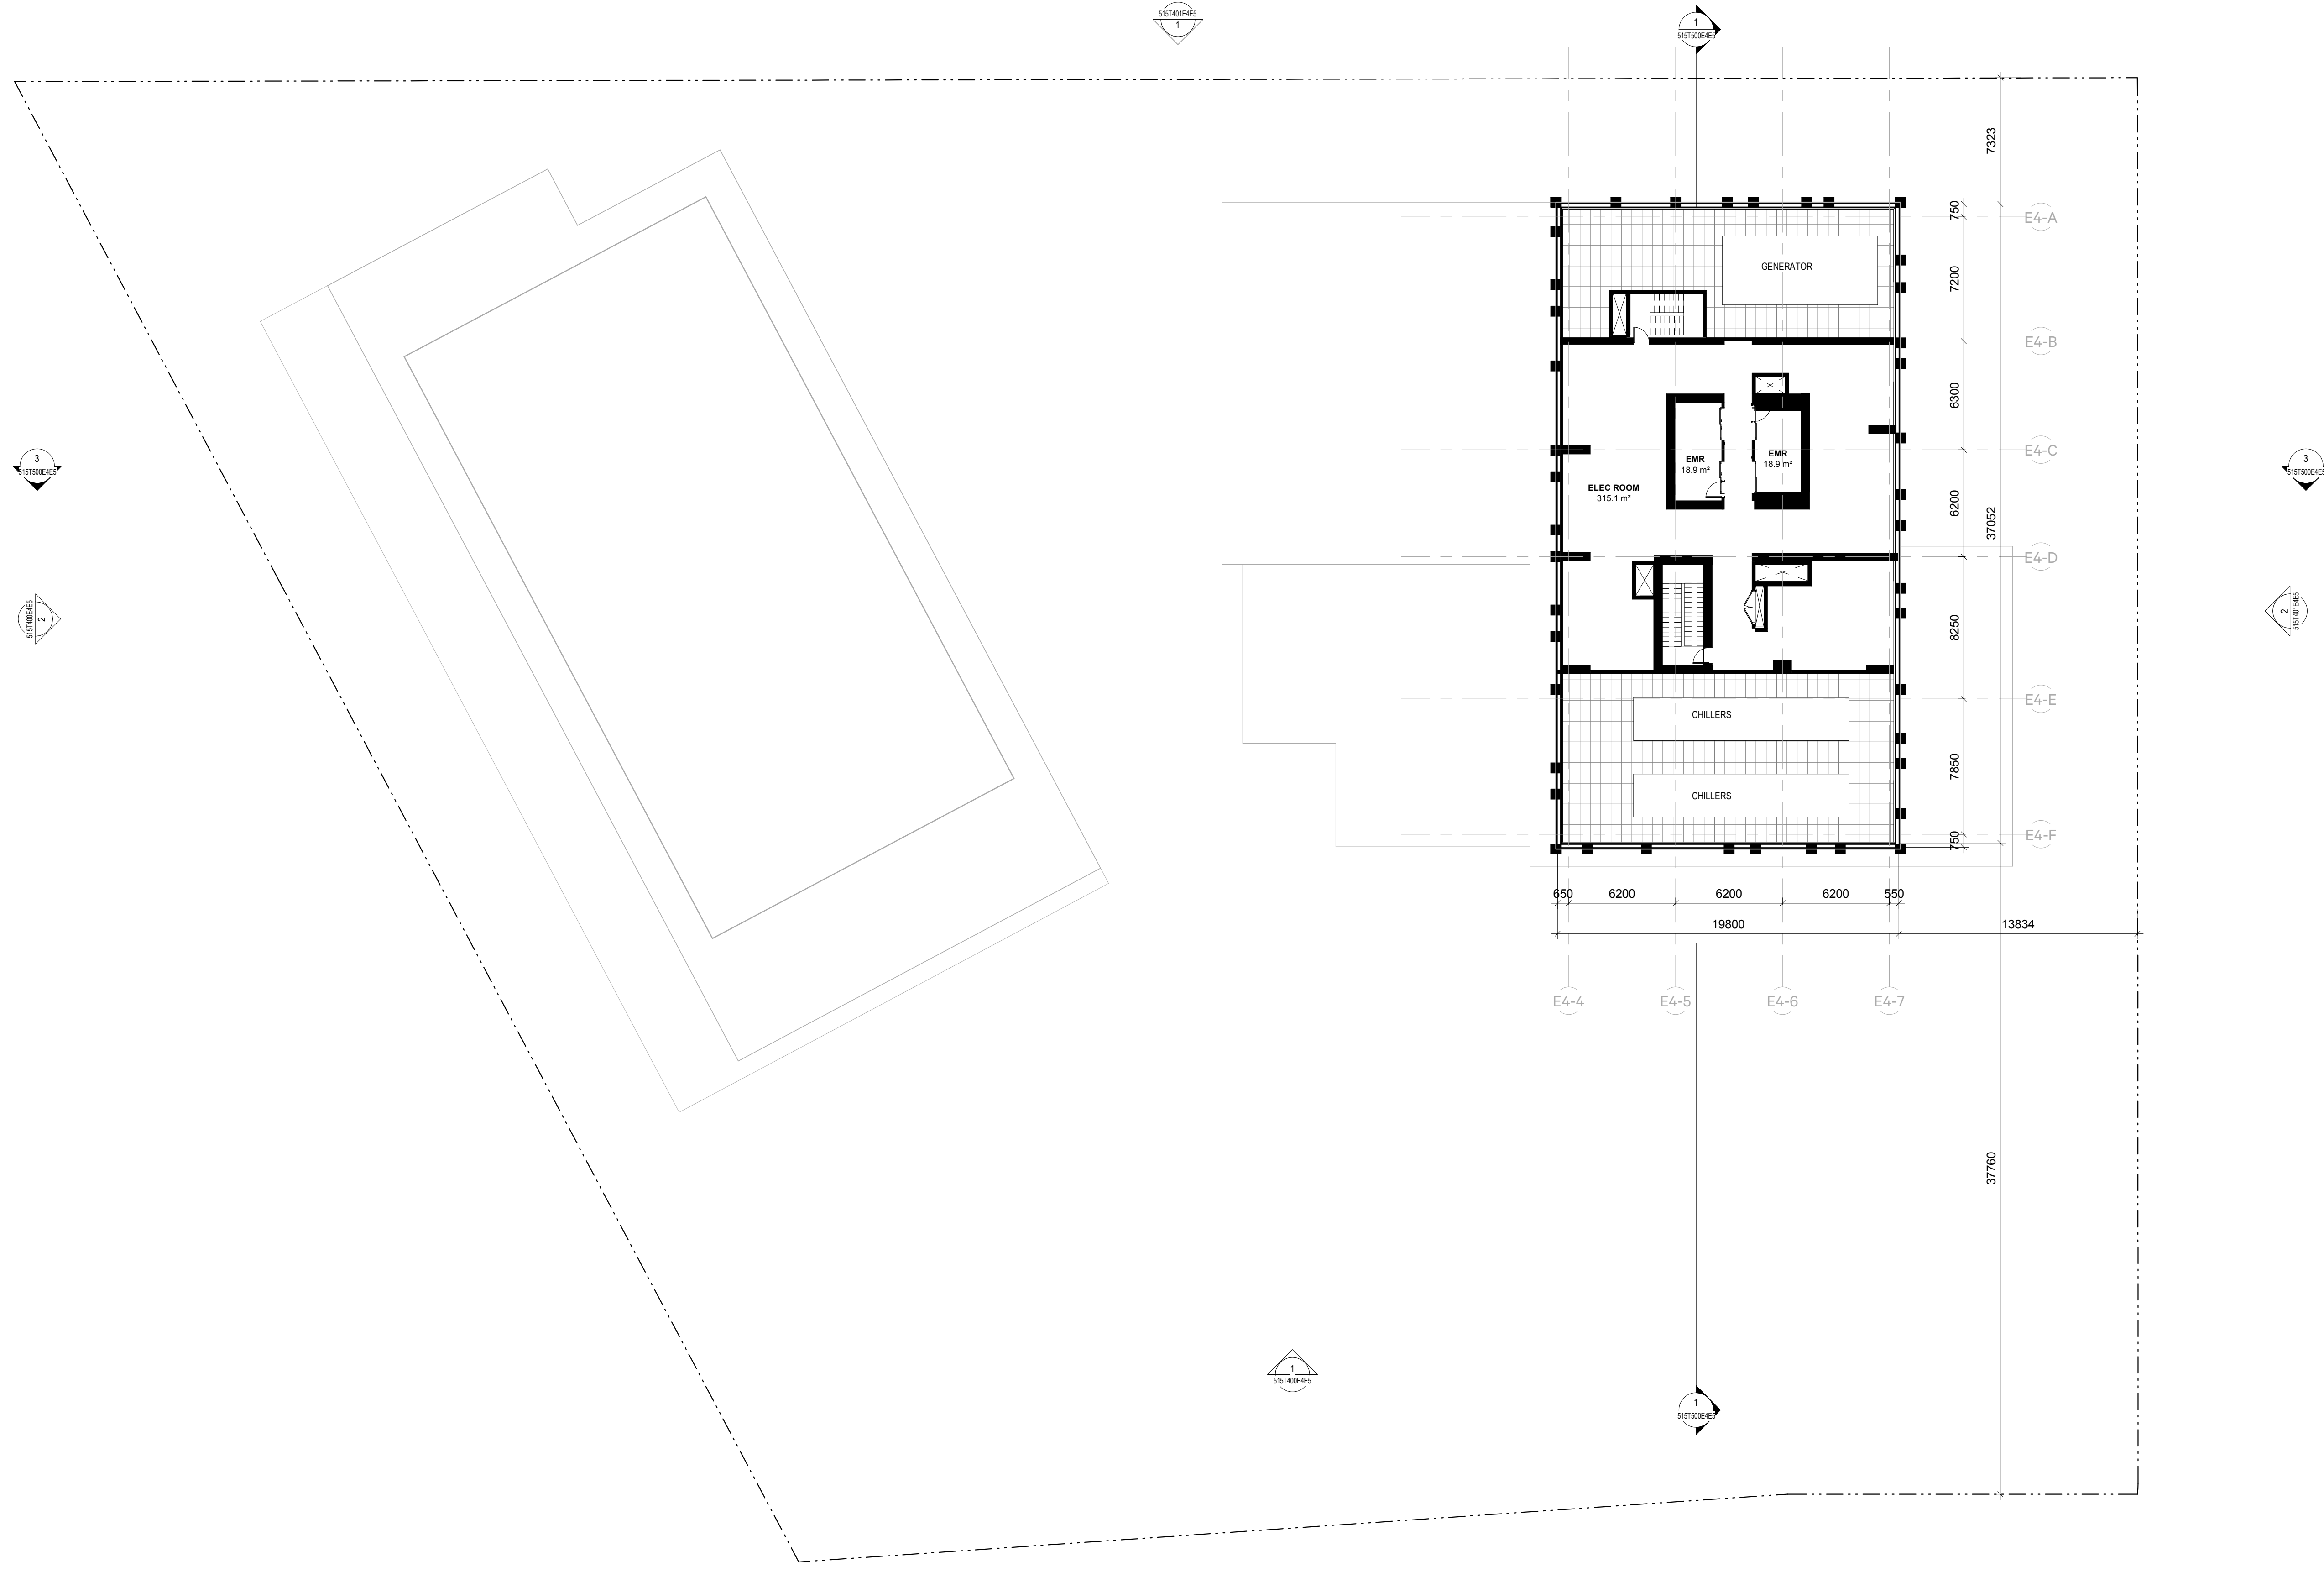 515T401E4E5
1
1
515T500E4E5
7323
750
E4-A
7200
GENERATOR
E4-B
6300
E4-C
EMR
18.9 m²
EMR
18.9 m²
3
515T500E4E5
3
515T500E4E5
ELEC ROOM
315.1 m²
6200
37052
E4-D
515T400E4E5
2
2
515T401E4E5
8250
E4-E
CHILLERS
7850
CHILLERS
750
E4-F
650
6200
6200
6200
550
19800
13834
E4-4
E4-5
E4-6
E4-7
37760
1
515T400E4E5
1
515T500E4E5